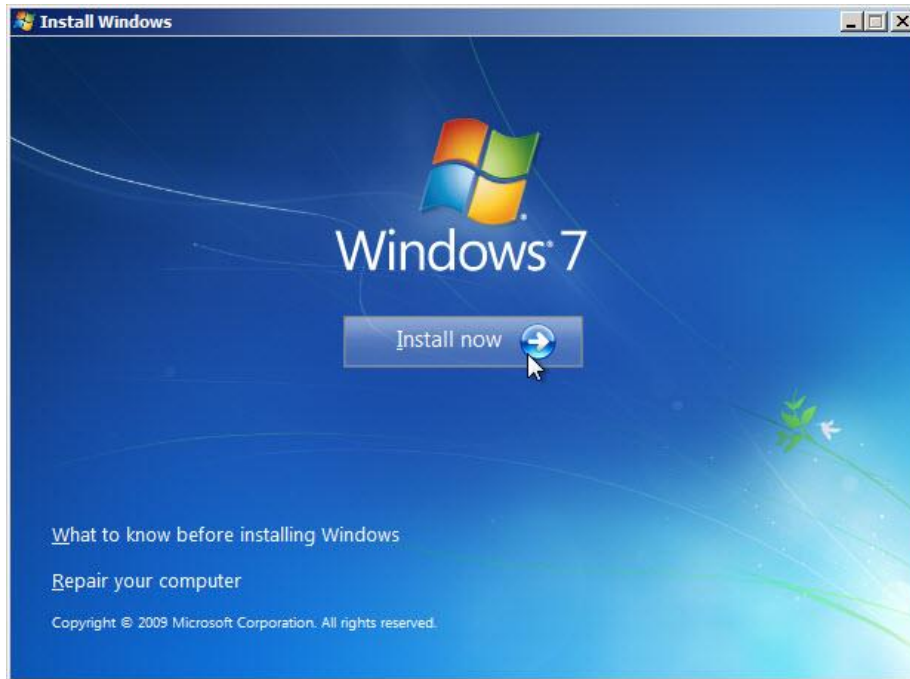 Install Windows
Windows® 7
Install now
What to know before installing Windows
Repair your computer
Copyright © 2009 Microsoft Corporation. All rights reserved.